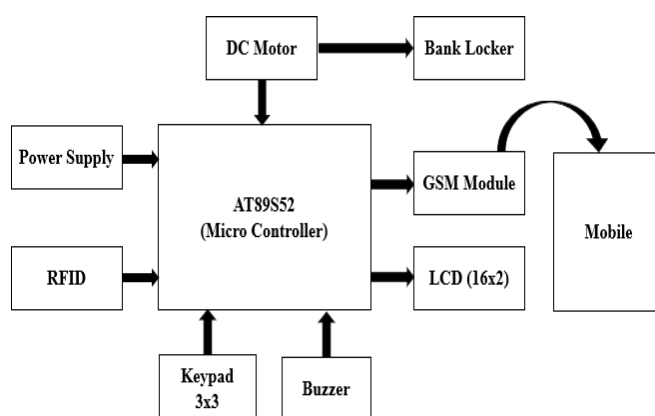 DC Motor
Bank Locker
Power Supply
AT89S52
(Micro Controller)
GSM Module
Mobile
RFID
LCD (16x2)
Keypad
3x3
Buzzer